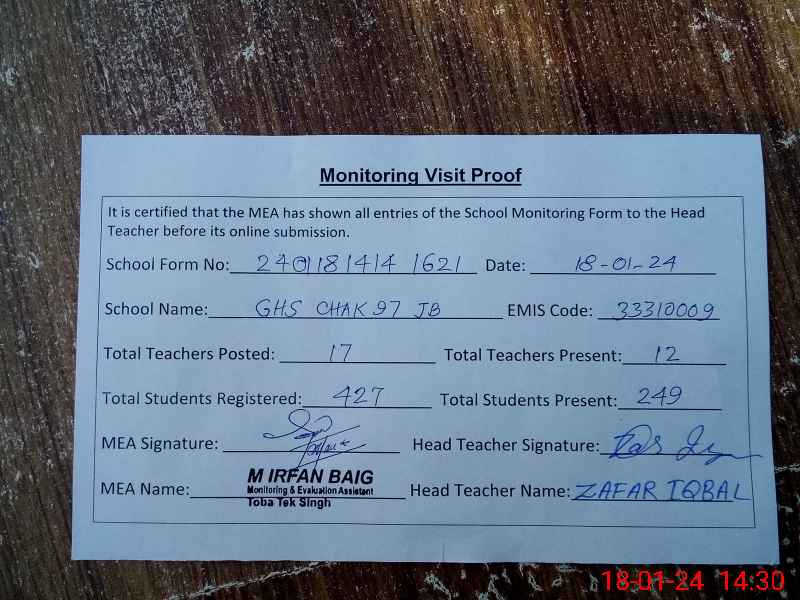 Monitoring Visit Proof
It is certified that the MEA has shown all entries of the School Monitoring Form to the Head
Teacher before its online submission.
School Form No: 240118 1414 1621 Date: 18-01-24
School Name: GHS CHAK 97 JB EMIS Code: 33310009
Total Teachers Posted: 17 Total Teachers Present: 12
Total Students Registered: 427 Total Students Present: 249
MEA Signature: Head Teacher Signature:
MEA Name: M IRFAN BAIG Head Teacher Name: ZAFAR IQBAL
Monitoring & Evaluation Assistent
Toba Tek Singh
18-01-24 14:30